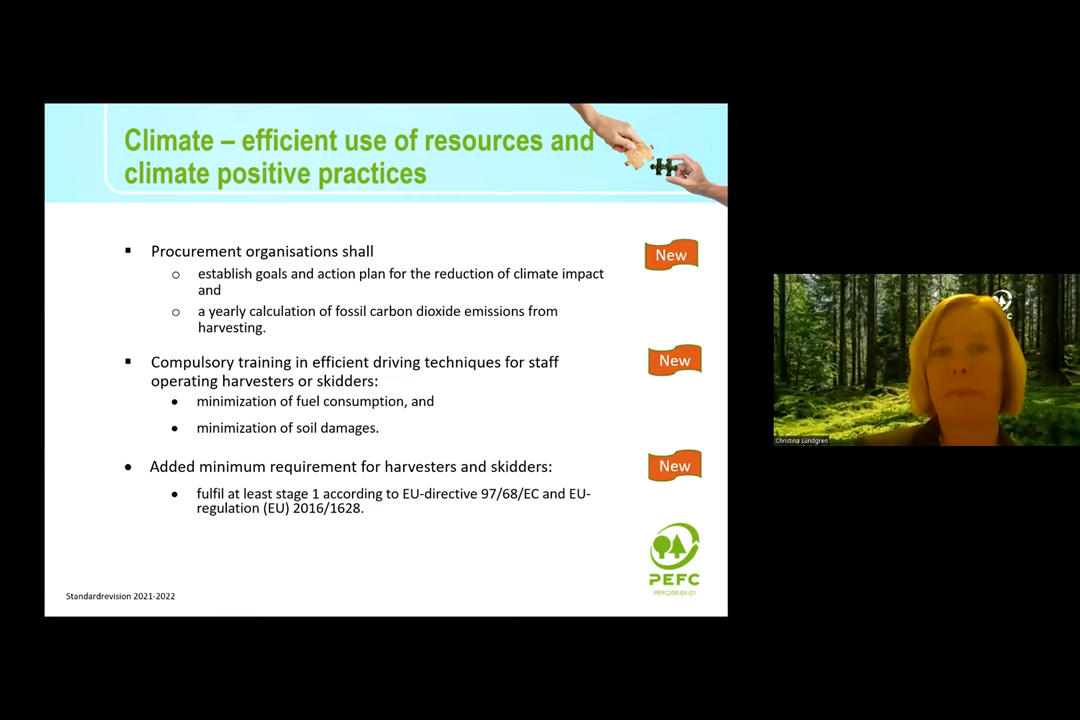 Climate – efficient use of resources and
climate positive practices
▪ Procurement organisations shall
New
o establish goals and action plan for the reduction of climate impact
and
o a yearly calculation of fossil carbon dioxide emissions from
harvesting.
▪ Compulsory training in efficient driving techniques for staff
operating harvesters or skidders:
New
• minimization of fuel consumption, and
• minimization of soil damages.
• Added minimum requirement for harvesters and skidders:
New
• fulfil at least stage 1 according to EU-directive 97/68/EC and EU-
regulation (EU) 2016/1628.
PEFC
PEFC/05-01-01
Standardrevision 2021-2022
Christina Lundgren